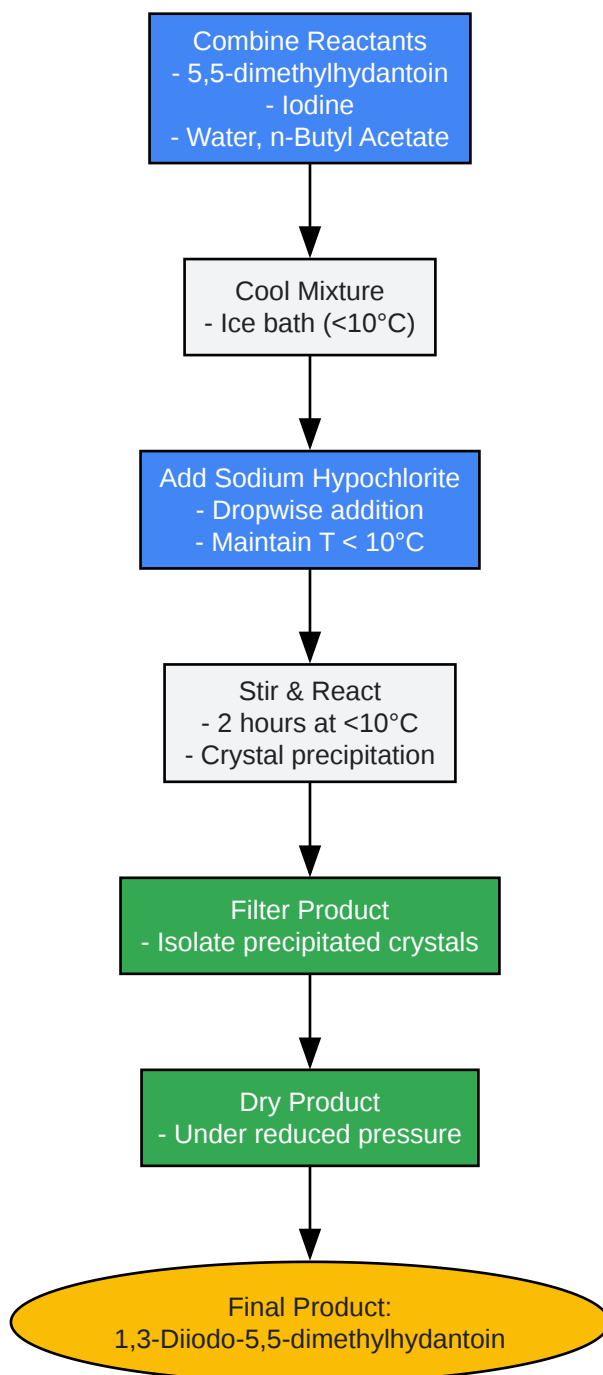 Combine Reactants
- 5,5-dimethylhydantoin
- Iodine
- Water, n-Butyl Acetate
Cool Mixture
- Ice bath (<10°C)
Add Sodium Hypochlorite
- Dropwise addition
- Maintain T < 10°C
Stir & React
- 2 hours at <10°C
- Crystal precipitation
Filter Product
- Isolate precipitated crystals
Dry Product
- Under reduced pressure
Final Product:
1,3-Diiodo-5,5-dimethylhydantoin